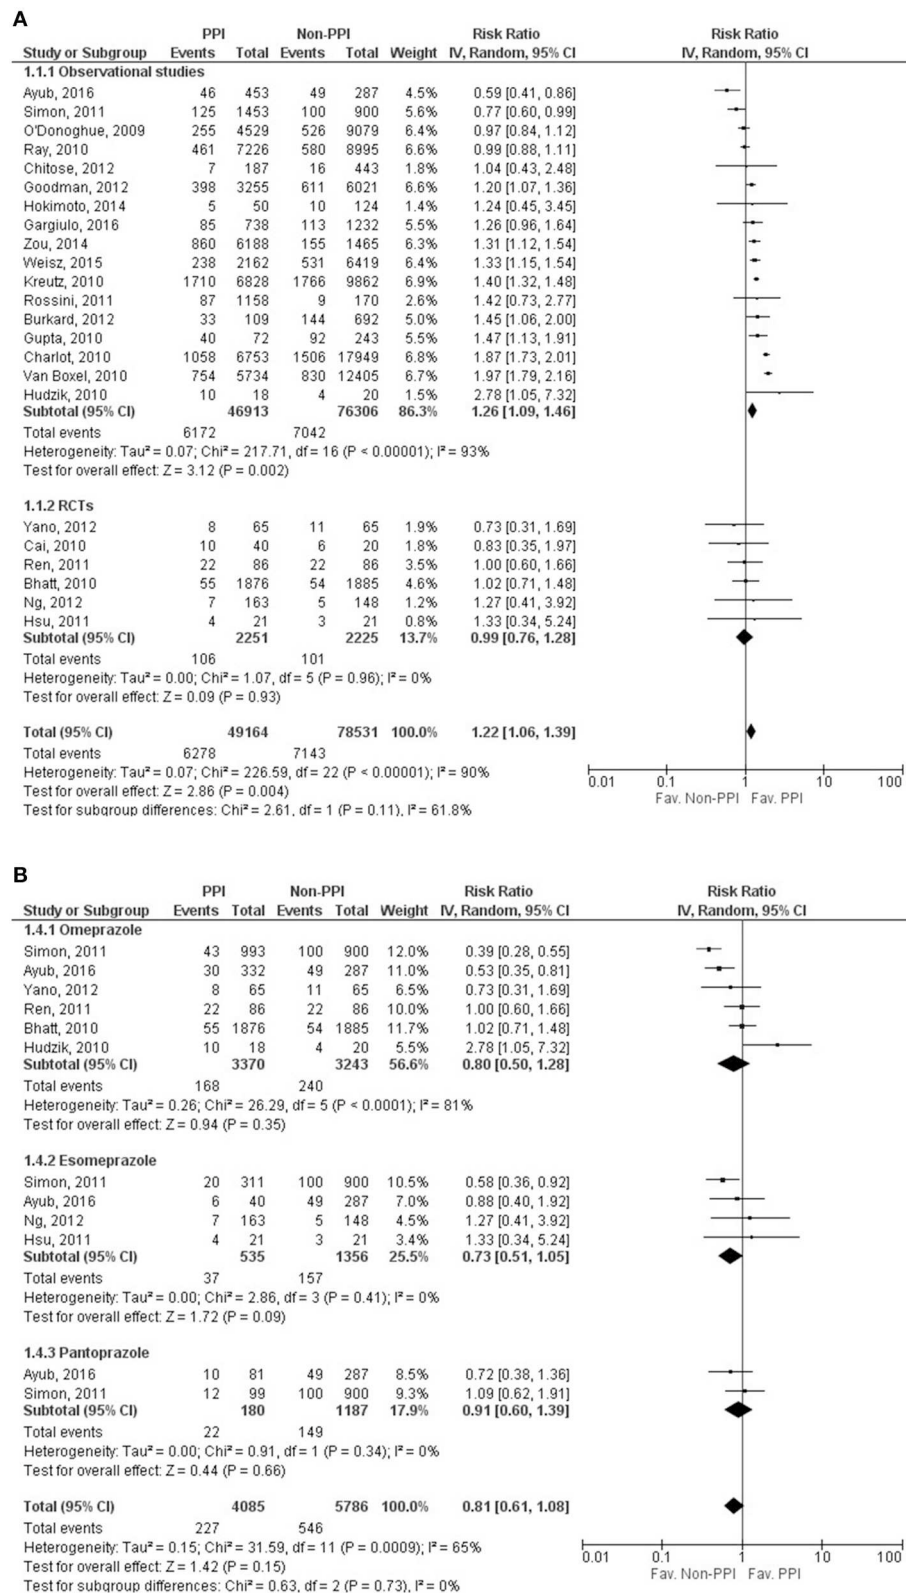 A
PPI Non-PPI Risk Ratio Risk Ratio
Study or Subgroup Events Total Events Total Weight IV, Random, 95% CI IV, Random, 95% CI
1.1.1 Observational studies
Ayub, 2016 46 453 49 287 4.5% 0.59 [0.41, 0.86]
Simon, 2011 125 1453 100 900 5.6% 0.77 [0.60, 0.99]
O'Donoghue, 2009 255 4529 526 9079 6.4% 0.97 [0.84, 1.12]
Ray, 2010 461 7226 580 8995 6.6% 0.99 [0.88, 1.11]
Chitose, 2012 7 187 16 443 1.8% 1.04 [0.43, 2.48]
Goodman, 2012 398 3255 611 6021 6.6% 1.20 [1.07, 1.36]
Hokimoto, 2014 5 50 10 124 1.4% 1.24 [0.45, 3.45]
Gargiulo, 2016 85 738 113 1232 5.5% 1.26 [0.96, 1.64]
Zou, 2014 860 6188 155 1465 6.3% 1.31 [1.12, 1.54]
Weisz, 2015 238 2162 531 6419 6.4% 1.33 [1.15, 1.54]
Kreutz, 2010 1710 6828 1766 9862 6.9% 1.40 [1.32, 1.48]
Rossini, 2011 87 1158 9 170 2.6% 1.42 [0.73, 2.77]
Burkard, 2012 33 109 144 692 5.0% 1.45 [1.06, 2.00]
Gupta, 2010 40 72 92 243 5.5% 1.47 [1.13, 1.91]
Charlot, 2010 1058 6753 1506 17949 6.8% 1.87 [1.73, 2.01]
Van Boxel, 2010 754 5734 830 12405 6.7% 1.97 [1.79, 2.16]
Hudzik, 2010 10 18 4 20 1.5% 2.78 [1.05, 7.32]
Subtotal (95% CI) 46913 76306 86.3% 1.26 [1.09, 1.46]
Total events 6172 7042
Heterogeneity: Tau² = 0.07; Chi² = 217.71, df = 16 (P < 0.00001); I² = 93%
Test for overall effect: Z = 3.12 (P = 0.002)
1.1.2 RCTs
Yano, 2012 8 65 11 65 1.9% 0.73 [0.31, 1.69]
Cai, 2010 10 40 6 20 1.8% 0.83 [0.35, 1.97]
Ren, 2011 22 86 22 86 3.5% 1.00 [0.60, 1.66]
Bhatt, 2010 55 1876 54 1885 4.6% 1.02 [0.71, 1.48]
Ng, 2012 7 163 5 148 1.2% 1.27 [0.41, 3.92]
Hsu, 2011 4 21 3 21 0.8% 1.33 [0.34, 5.24]
Subtotal (95% CI) 2251 2225 13.7% 0.99 [0.76, 1.28]
Total events 106 101
Heterogeneity: Tau² = 0.00; Chi² = 1.07, df = 5 (P = 0.96); I² = 0%
Test for overall effect: Z = 0.09 (P = 0.93)
Total (95% CI) 49164 78531 100.0% 1.22 [1.06, 1.39]
Total events 6278 7143
Heterogeneity: Tau² = 0.07; Chi² = 226.59, df = 22 (P < 0.00001); I² = 90%
Test for overall effect: Z = 2.86 (P = 0.004)
Test for subgroup differences: Chi² = 2.61, df = 1 (P = 0.11), I² = 61.8%
0.01 0.1 1 10 100
Fav. Non-PPI Fav. PPI
B
PPI Non-PPI Risk Ratio Risk Ratio
Study or Subgroup Events Total Events Total Weight IV, Random, 95% CI IV, Random, 95% CI
1.4.1 Omeprazole
Simon, 2011 43 993 100 900 12.0% 0.39 [0.28, 0.55]
Ayub, 2016 30 332 49 287 11.0% 0.53 [0.35, 0.81]
Yano, 2012 8 65 11 65 6.5% 0.73 [0.31, 1.69]
Ren, 2011 22 86 22 86 10.0% 1.00 [0.60, 1.66]
Bhatt, 2010 55 1876 54 1885 11.7% 1.02 [0.71, 1.48]
Hudzik, 2010 10 18 4 20 5.5% 2.78 [1.05, 7.32]
Subtotal (95% CI) 3370 3243 56.6% 0.80 [0.50, 1.28]
Total events 168 240
Heterogeneity: Tau² = 0.26; Chi² = 26.29, df = 5 (P < 0.0001); I² = 81%
Test for overall effect: Z = 0.94 (P = 0.35)
1.4.2 Esomeprazole
Simon, 2011 20 311 100 900 10.5% 0.58 [0.36, 0.92]
Ayub, 2016 6 40 49 287 7.0% 0.88 [0.40, 1.92]
Ng, 2012 7 163 5 148 4.5% 1.27 [0.41, 3.92]
Hsu, 2011 4 21 3 21 3.4% 1.33 [0.34, 5.24]
Subtotal (95% CI) 535 1356 25.5% 0.73 [0.51, 1.05]
Total events 37 157
Heterogeneity: Tau² = 0.00; Chi² = 2.86, df = 3 (P = 0.41); I² = 0%
Test for overall effect: Z = 1.72 (P = 0.09)
1.4.3 Pantoprazole
Ayub, 2016 10 81 49 287 8.5% 0.72 [0.38, 1.36]
Simon, 2011 12 99 100 900 9.3% 1.09 [0.62, 1.91]
Subtotal (95% CI) 180 1187 17.9% 0.91 [0.60, 1.39]
Total events 22 149
Heterogeneity: Tau² = 0.00; Chi² = 0.91, df = 1 (P = 0.34); I² = 0%
Test for overall effect: Z = 0.44 (P = 0.66)
Total (95% CI) 4085 5786 100.0% 0.81 [0.61, 1.08]
Total events 227 546
Heterogeneity: Tau² = 0.15; Chi² = 31.59, df = 11 (P = 0.0009); I² = 65%
Test for overall effect: Z = 1.42 (P = 0.15)
Test for subgroup differences: Chi² = 0.63, df = 2 (P = 0.73), I² = 0%
0.01 0.1 1 10 100
Fav. Non-PPI Fav. PPI